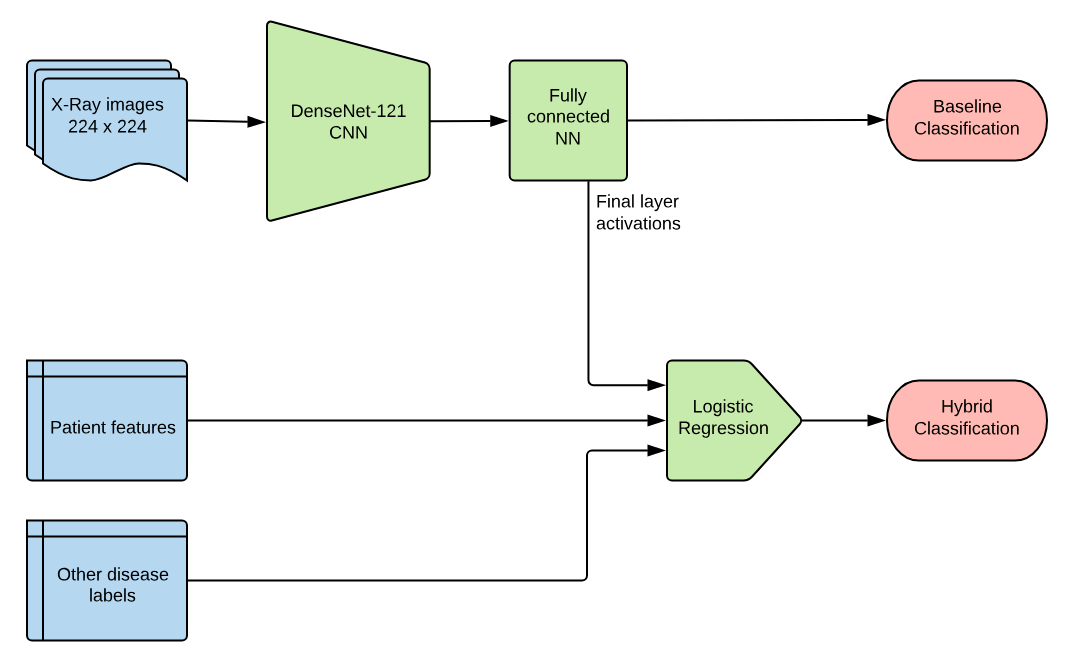 X-Ray images
224 x 224
DenseNet-121
CNN
Fully
connected
NN
Baseline
Classification
Final layer
activations
Patient features
Logistic
Regression
Hybrid
Classification
Other disease
labels